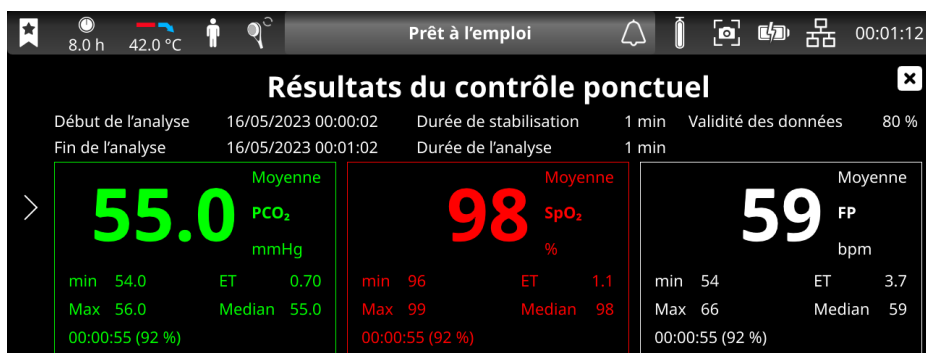 8.0 h 42.0 °C Prêt à l’emploi 00:01:12
Résultats du contrôle ponctuel
Début de l’analyse 16/05/2023 00:00:02 Durée de stabilisation 1 min Validité des données 80 %
Fin de l’analyse 16/05/2023 00:01:02 Durée de l’analyse 1 min
55.0 Moyenne PCO₂ mmHg
min 54.0 ET 0.70
Max 56.0 Median 55.0
00:00:55 (92 %)
98 Moyenne SpO₂ %
min 96 ET 1.1
Max 99 Median 98
00:00:55 (92 %)
59 Moyenne FP bpm
min 54 ET 3.7
Max 66 Median 59
00:00:55 (92 %)